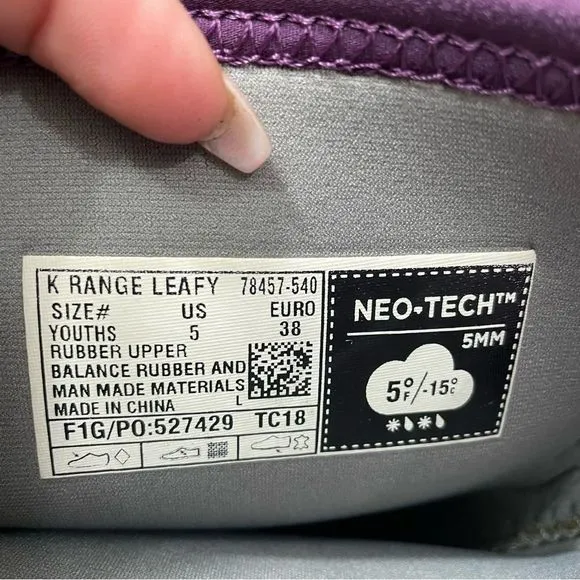 K RANGE LEAFY 78457-540
SIZE# US EURO
YOUTHS 5 38
RUBBER UPPER
BALANCE RUBBER AND
MAN MADE MATERIALS
MADE IN CHINA L
F1G/PO:527429 TC18
NEO•TECH™
5MM
5°F/-15°C